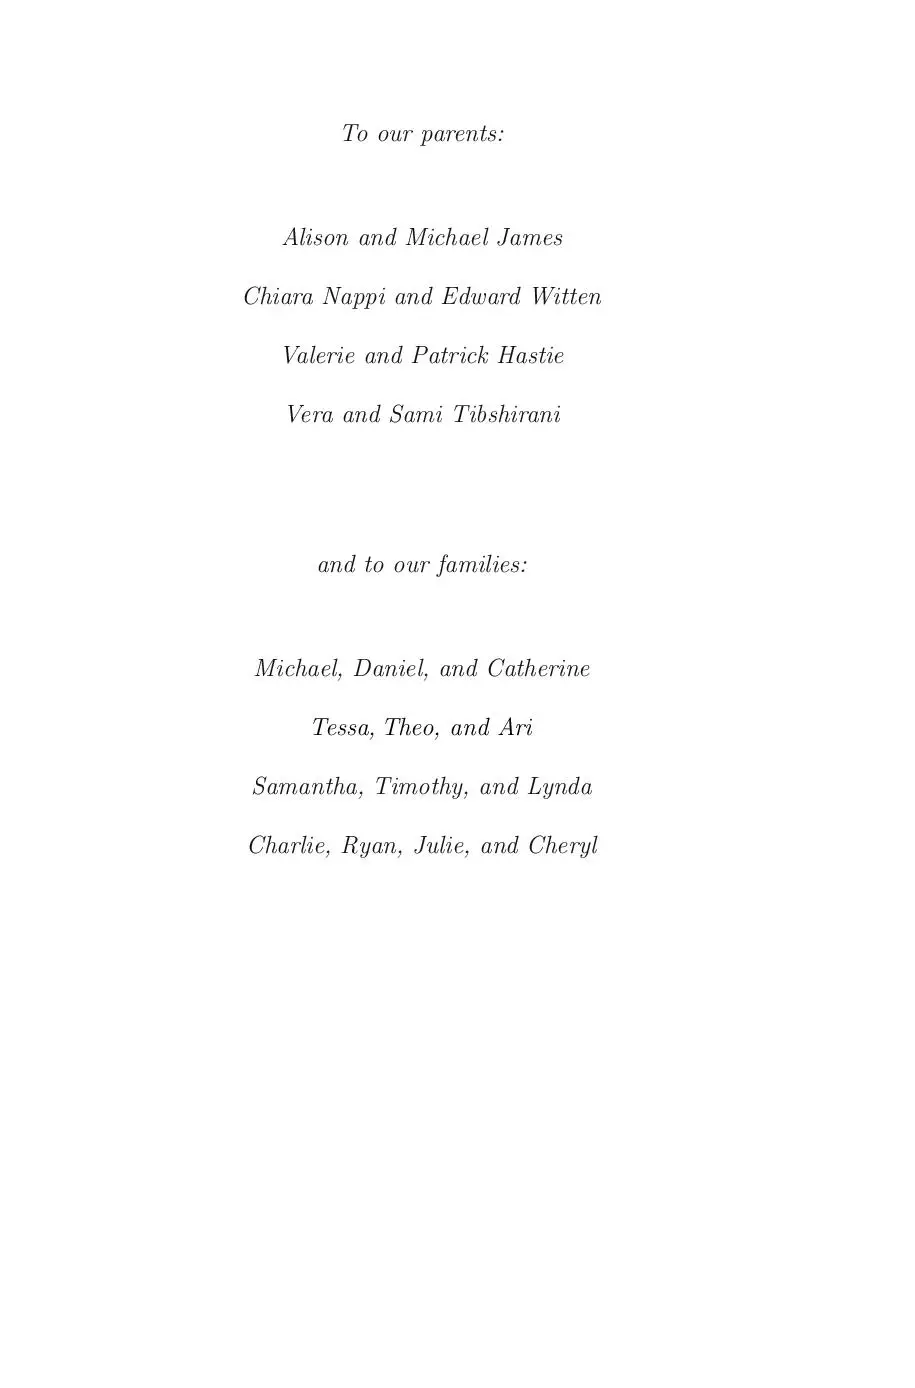 To our parents:
Alison and Michael James
Chiara Nappi and Edward Witten
Valerie and Patrick Hastie
Vera and Sami Tibshirani
and to our families:
Michael, Daniel, and Catherine
Tessa, Theo, and Ari
Samantha, Timothy, and Lynda
Charlie, Ryan, Julie, and Cheryl